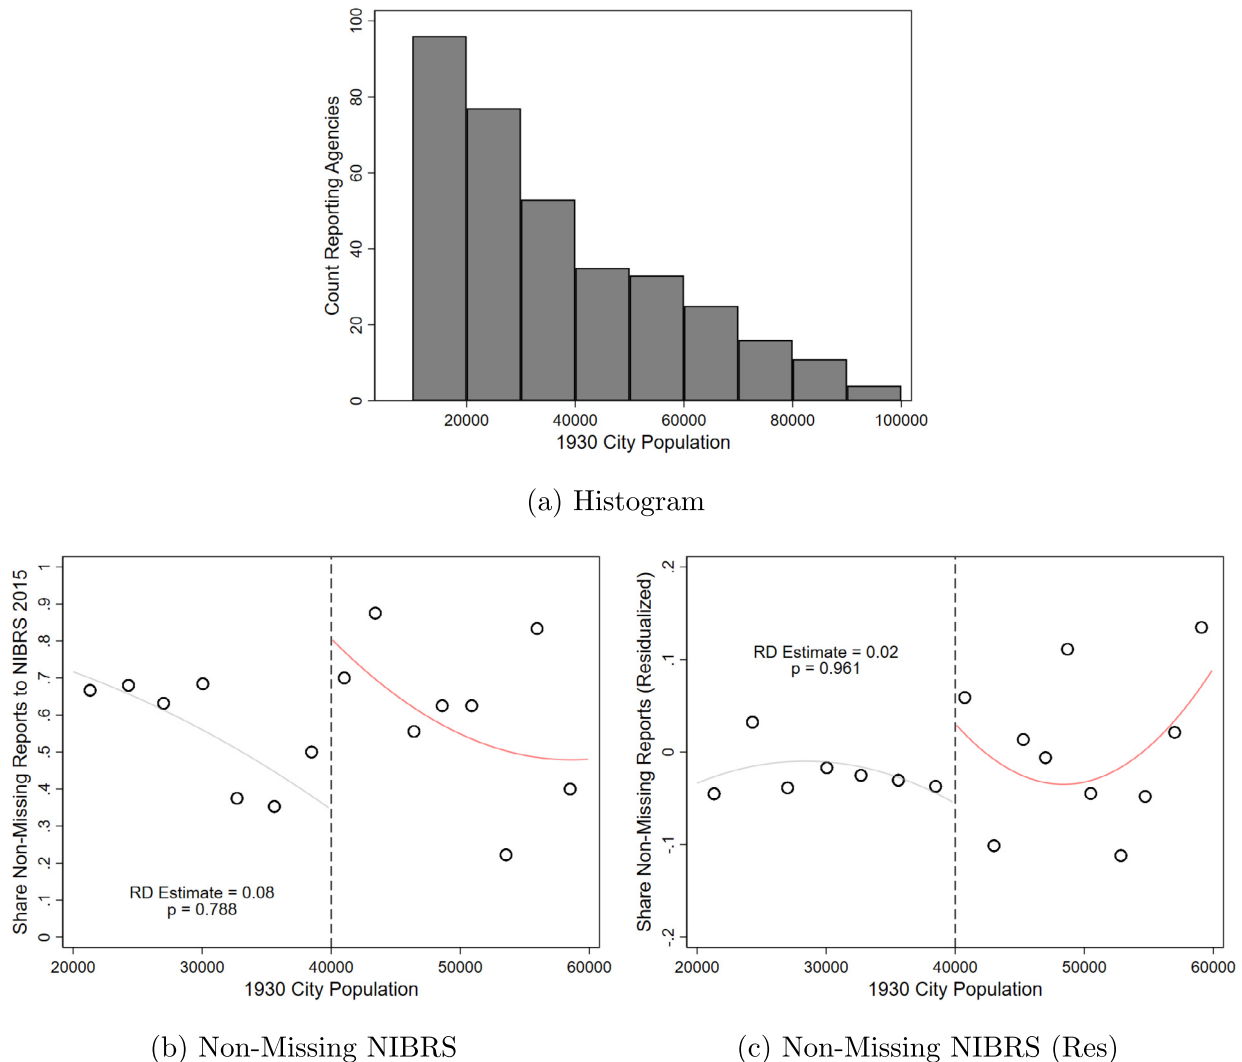 Count Reporting Agencies
100
80
60
40
20
0
20000 40000 60000 80000 100000
1930 City Population
(a) Histogram
Share Non-Missing Reports to NIBRS 2015
1
.9
.8
.7
.6
.5
.4
.3
.2
.1
0
RD Estimate = 0.08
p = 0.788
20000 30000 40000 50000 60000
1930 City Population
(b) Non-Missing NIBRS
Share Non-Missing Reports (Residualized)
.2
.1
0
-.1
-.2
RD Estimate = 0.02
p = 0.961
20000 30000 40000 50000 60000
1930 City Population
(c) Non-Missing NIBRS (Res)